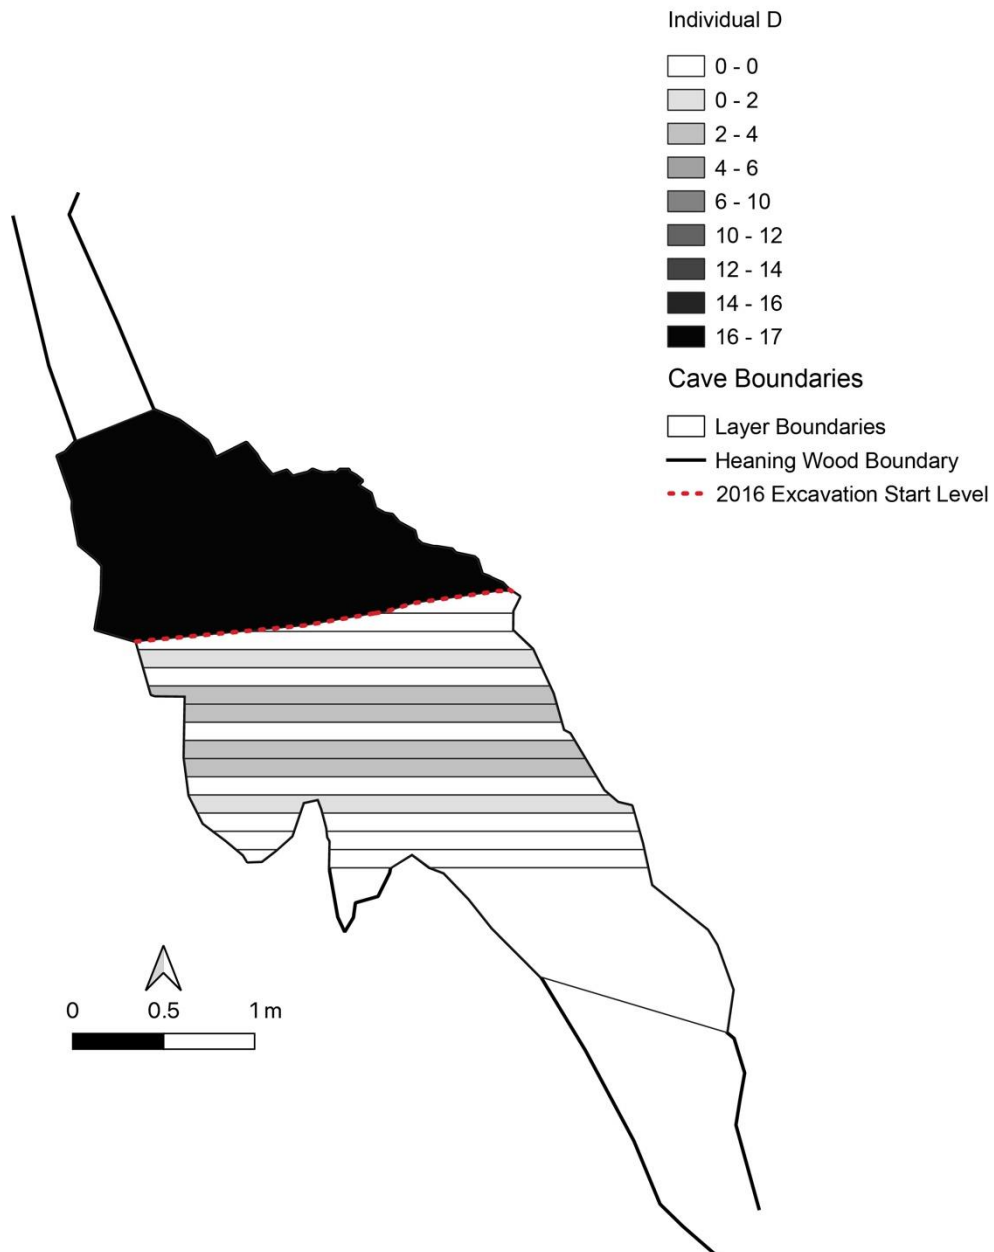 Individual D
0 - 0
0 - 2
2 - 4
4 - 6
6 - 10
10 - 12
12 - 14
14 - 16
16 - 17
Cave Boundaries
Layer Boundaries
Heaning Wood Boundary
2016 Excavation Start Level
0 0.5 1 m